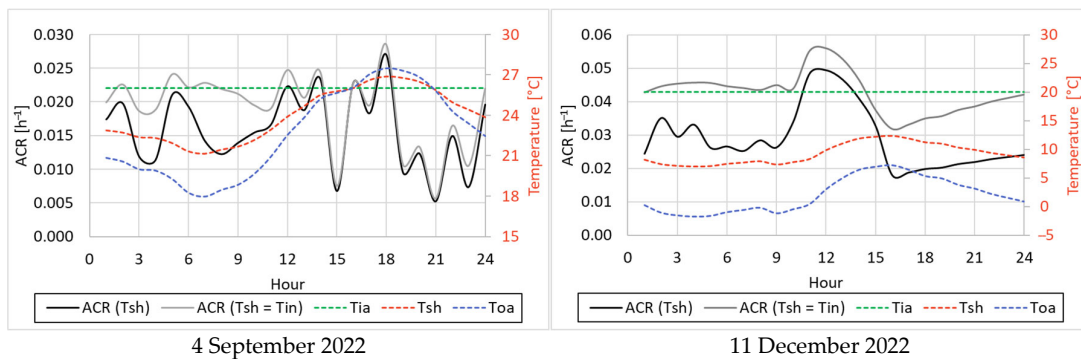 0.030
0.025
0.020
0.015
0.010
0.005
0.000
ACR [h⁻¹]
30
27
24
21
18
15
Temperature [°C]
0 3 6 9 12 15 18 21 24
Hour
ACR (Tsh) ACR (Tsh = Tin) Tia Tsh Toa
4 September 2022
0.06
0.05
0.04
0.03
0.02
0.01
0.00
ACR [h⁻¹]
30
25
20
15
10
5
0
−5
Temperature [°C]
0 3 6 9 12 15 18 21 24
Hour
ACR (Tsh) ACR (Tsh = Tin) Tia Tsh Toa
11 December 2022